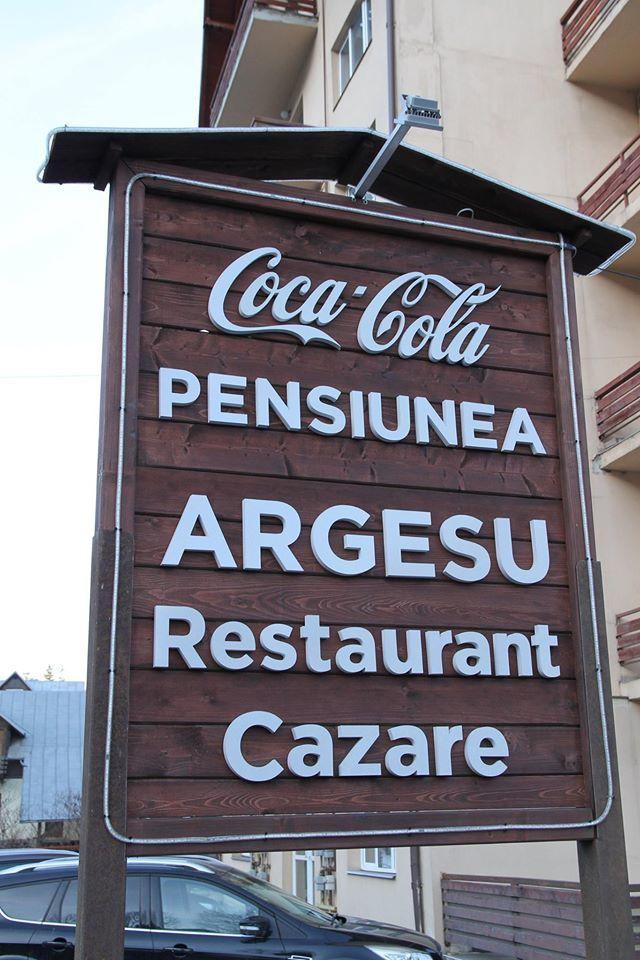 Coca-Cola
PENSIUNEA
ARGESU
Restaurant
Cazare